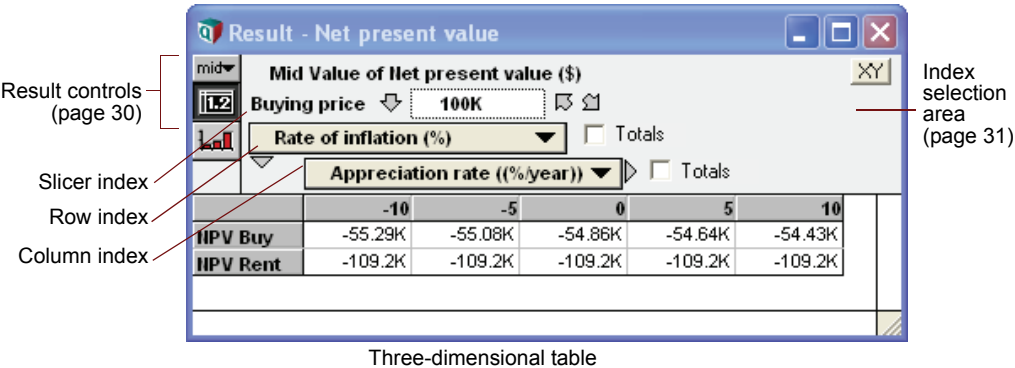 Result - Net present value
mid
Mid Value of Net present value ($)
XY
Result controls
(page 30)
Index
selection
area
(page 31)
1.2
Buying price 100K
Rate of inflation (%) Totals
Slicer index
Appreciation rate ((%/year)) Totals
Row index
-10 -5 0 5 10
NPV Buy -55.29K -55.08K -54.86K -54.64K -54.43K
Column index
NPV Rent -109.2K -109.2K -109.2K -109.2K -109.2K
Three-dimensional table